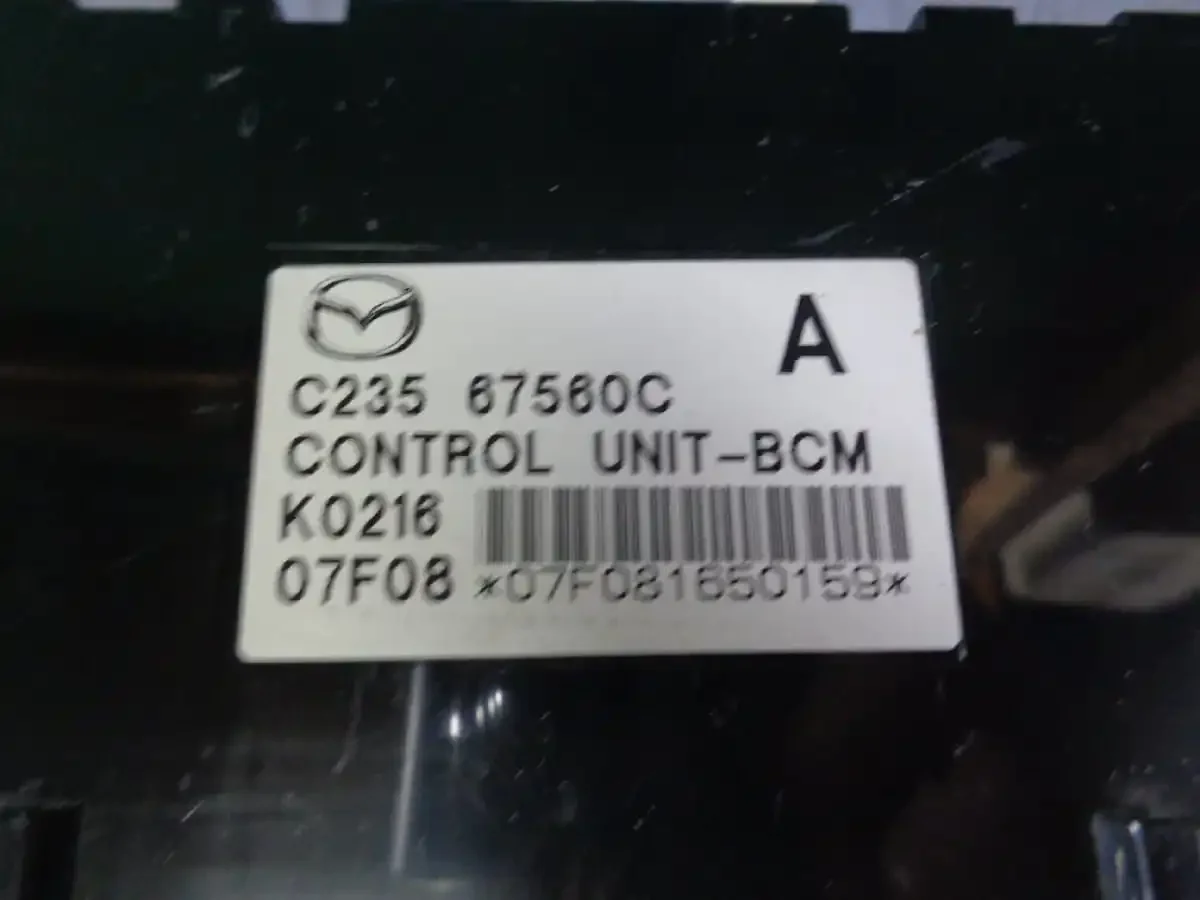 A
C235 67560C
CONTROL UNIT-BCM
K0216
07F08 *07F081650159*